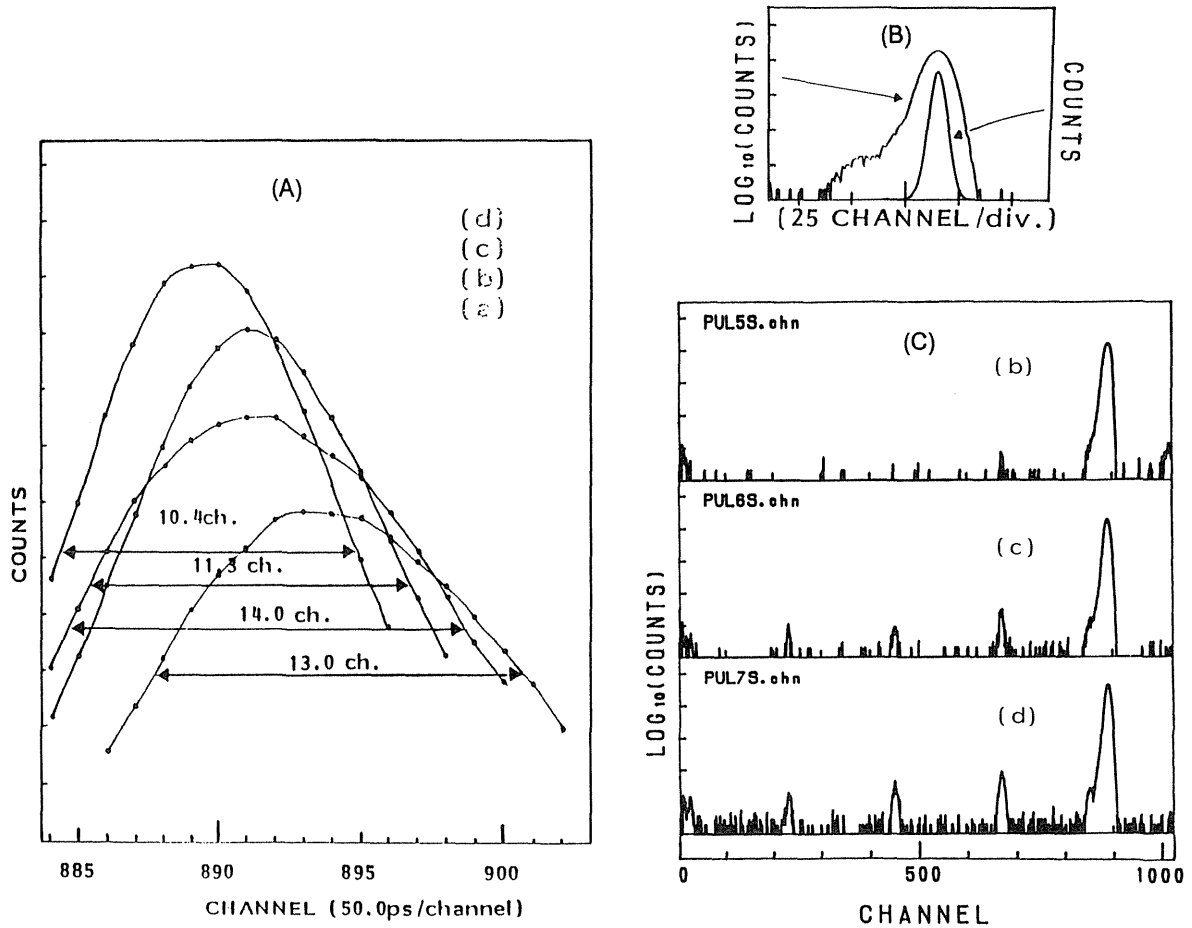 (A)
(d)
(c)
(b)
(a)
10.4ch.
11.3 ch.
14.0 ch.
13.0 ch.
COUNTS
885 890 895 900
CHANNEL (50.0ps/channel)
(B)
LOG10(COUNTS)
COUNTS
(25 CHANNEL/div.)
PUL5S.chn
(C)
(b)
PUL6S.chn
(c)
PUL7S.chn
(d)
LOG10(COUNTS)
0 500 1000
CHANNEL